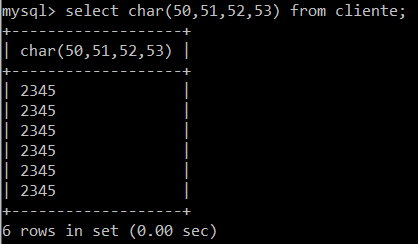 mysql> select char(50,51,52,53) from cliente;
+-------------------+
| char(50,51,52,53) |
+-------------------+
| 2345              |
| 2345              |
| 2345              |
| 2345              |
| 2345              |
| 2345              |
+-------------------+
6 rows in set (0.00 sec)